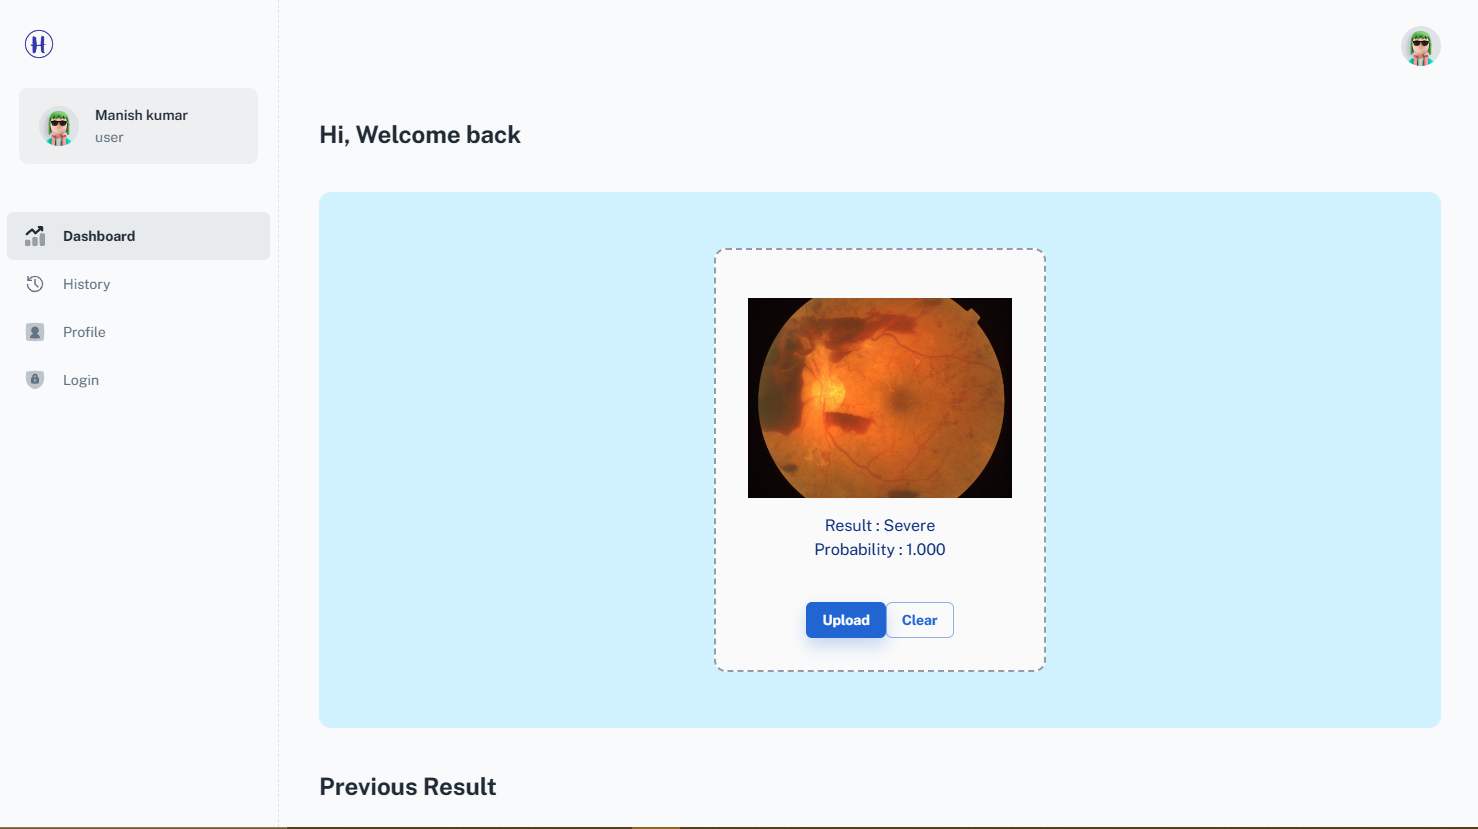 H
Manish kumar
user
Dashboard
History
Profile
Login
Hi, Welcome back
Result : Severe
Probability : 1.000
Upload
Clear
Previous Result